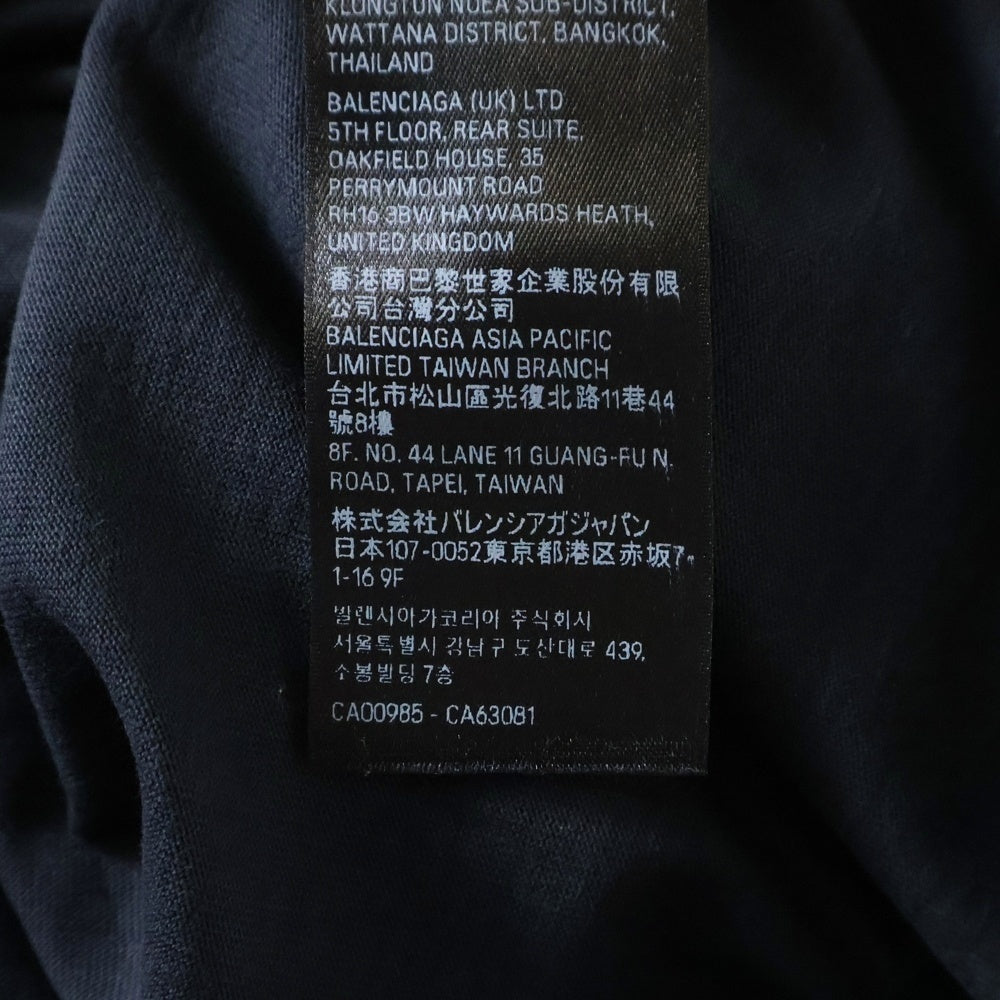 KLONGTON NUEA SUB-DISTRICT,
WATTANA DISTRICT, BANGKOK,
THAILAND
BALENCIAGA (UK) LTD
5TH FLOOR, REAR SUITE,
OAKFIELD HOUSE, 35
PERRYMOUNT ROAD
RH16 3BW HAYWARDS HEATH,
UNITED KINGDOM
香港商巴黎世家企業股份有限
公司台灣分公司
BALENCIAGA ASIA PACIFIC
LIMITED TAIWAN BRANCH
台北市松山區光復北路11巷44
號8樓
8F. NO. 44 LANE 11 GUANG-FU N.
ROAD, TAPEI, TAIWAN
株式会社バレンシアガジャパン
日本107-0052東京都港区赤坂7-
1-16 9F
발렌시아가코리아 주식회사
서울특별시 강남구 도산대로 439,
소봉빌딩 7층
CA00985 - CA63081